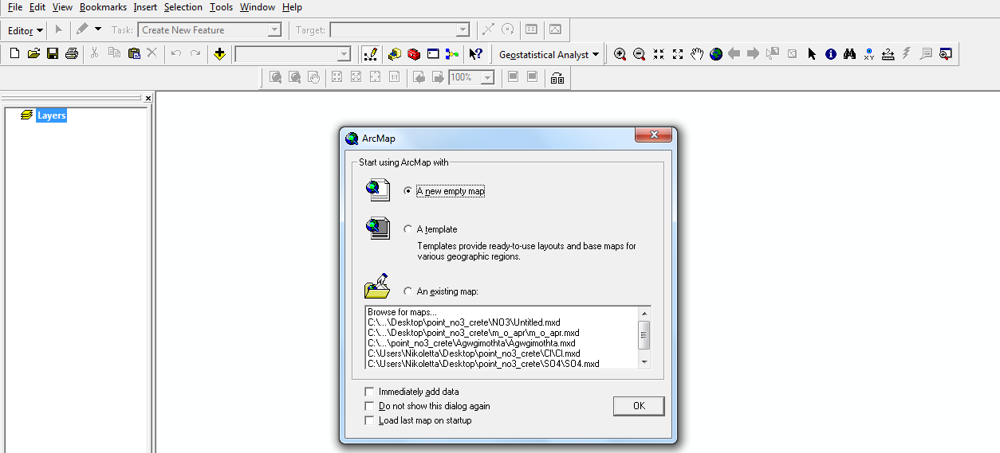 File Edit View Bookmarks Insert Selection Tools Window Help
Editor Task: Create New Feature Target:
Geostatistical Analyst
1:1 100%
Layers
ArcMap
Start using ArcMap with
A new empty map
A template
Templates provide ready-to-use layouts and base maps for
various geographic regions.
An existing map:
Browse for maps...
C:\...\Desktop\point_no3_crete\NO3\Untitled.mxd
C:\...\Desktop\point_no3_crete\m_o_apr\m_o_apr.mxd
C:\...\point_no3_crete\Agwgimothta\Agwgimothta.mxd
C:\Users\Nikoletta\Desktop\point_no3_crete\Cl\Cl.mxd
C:\Users\Nikoletta\Desktop\point_no3_crete\SO4\SO4.mxd
Immediately add data
Do not show this dialog again
Load last map on startup
OK